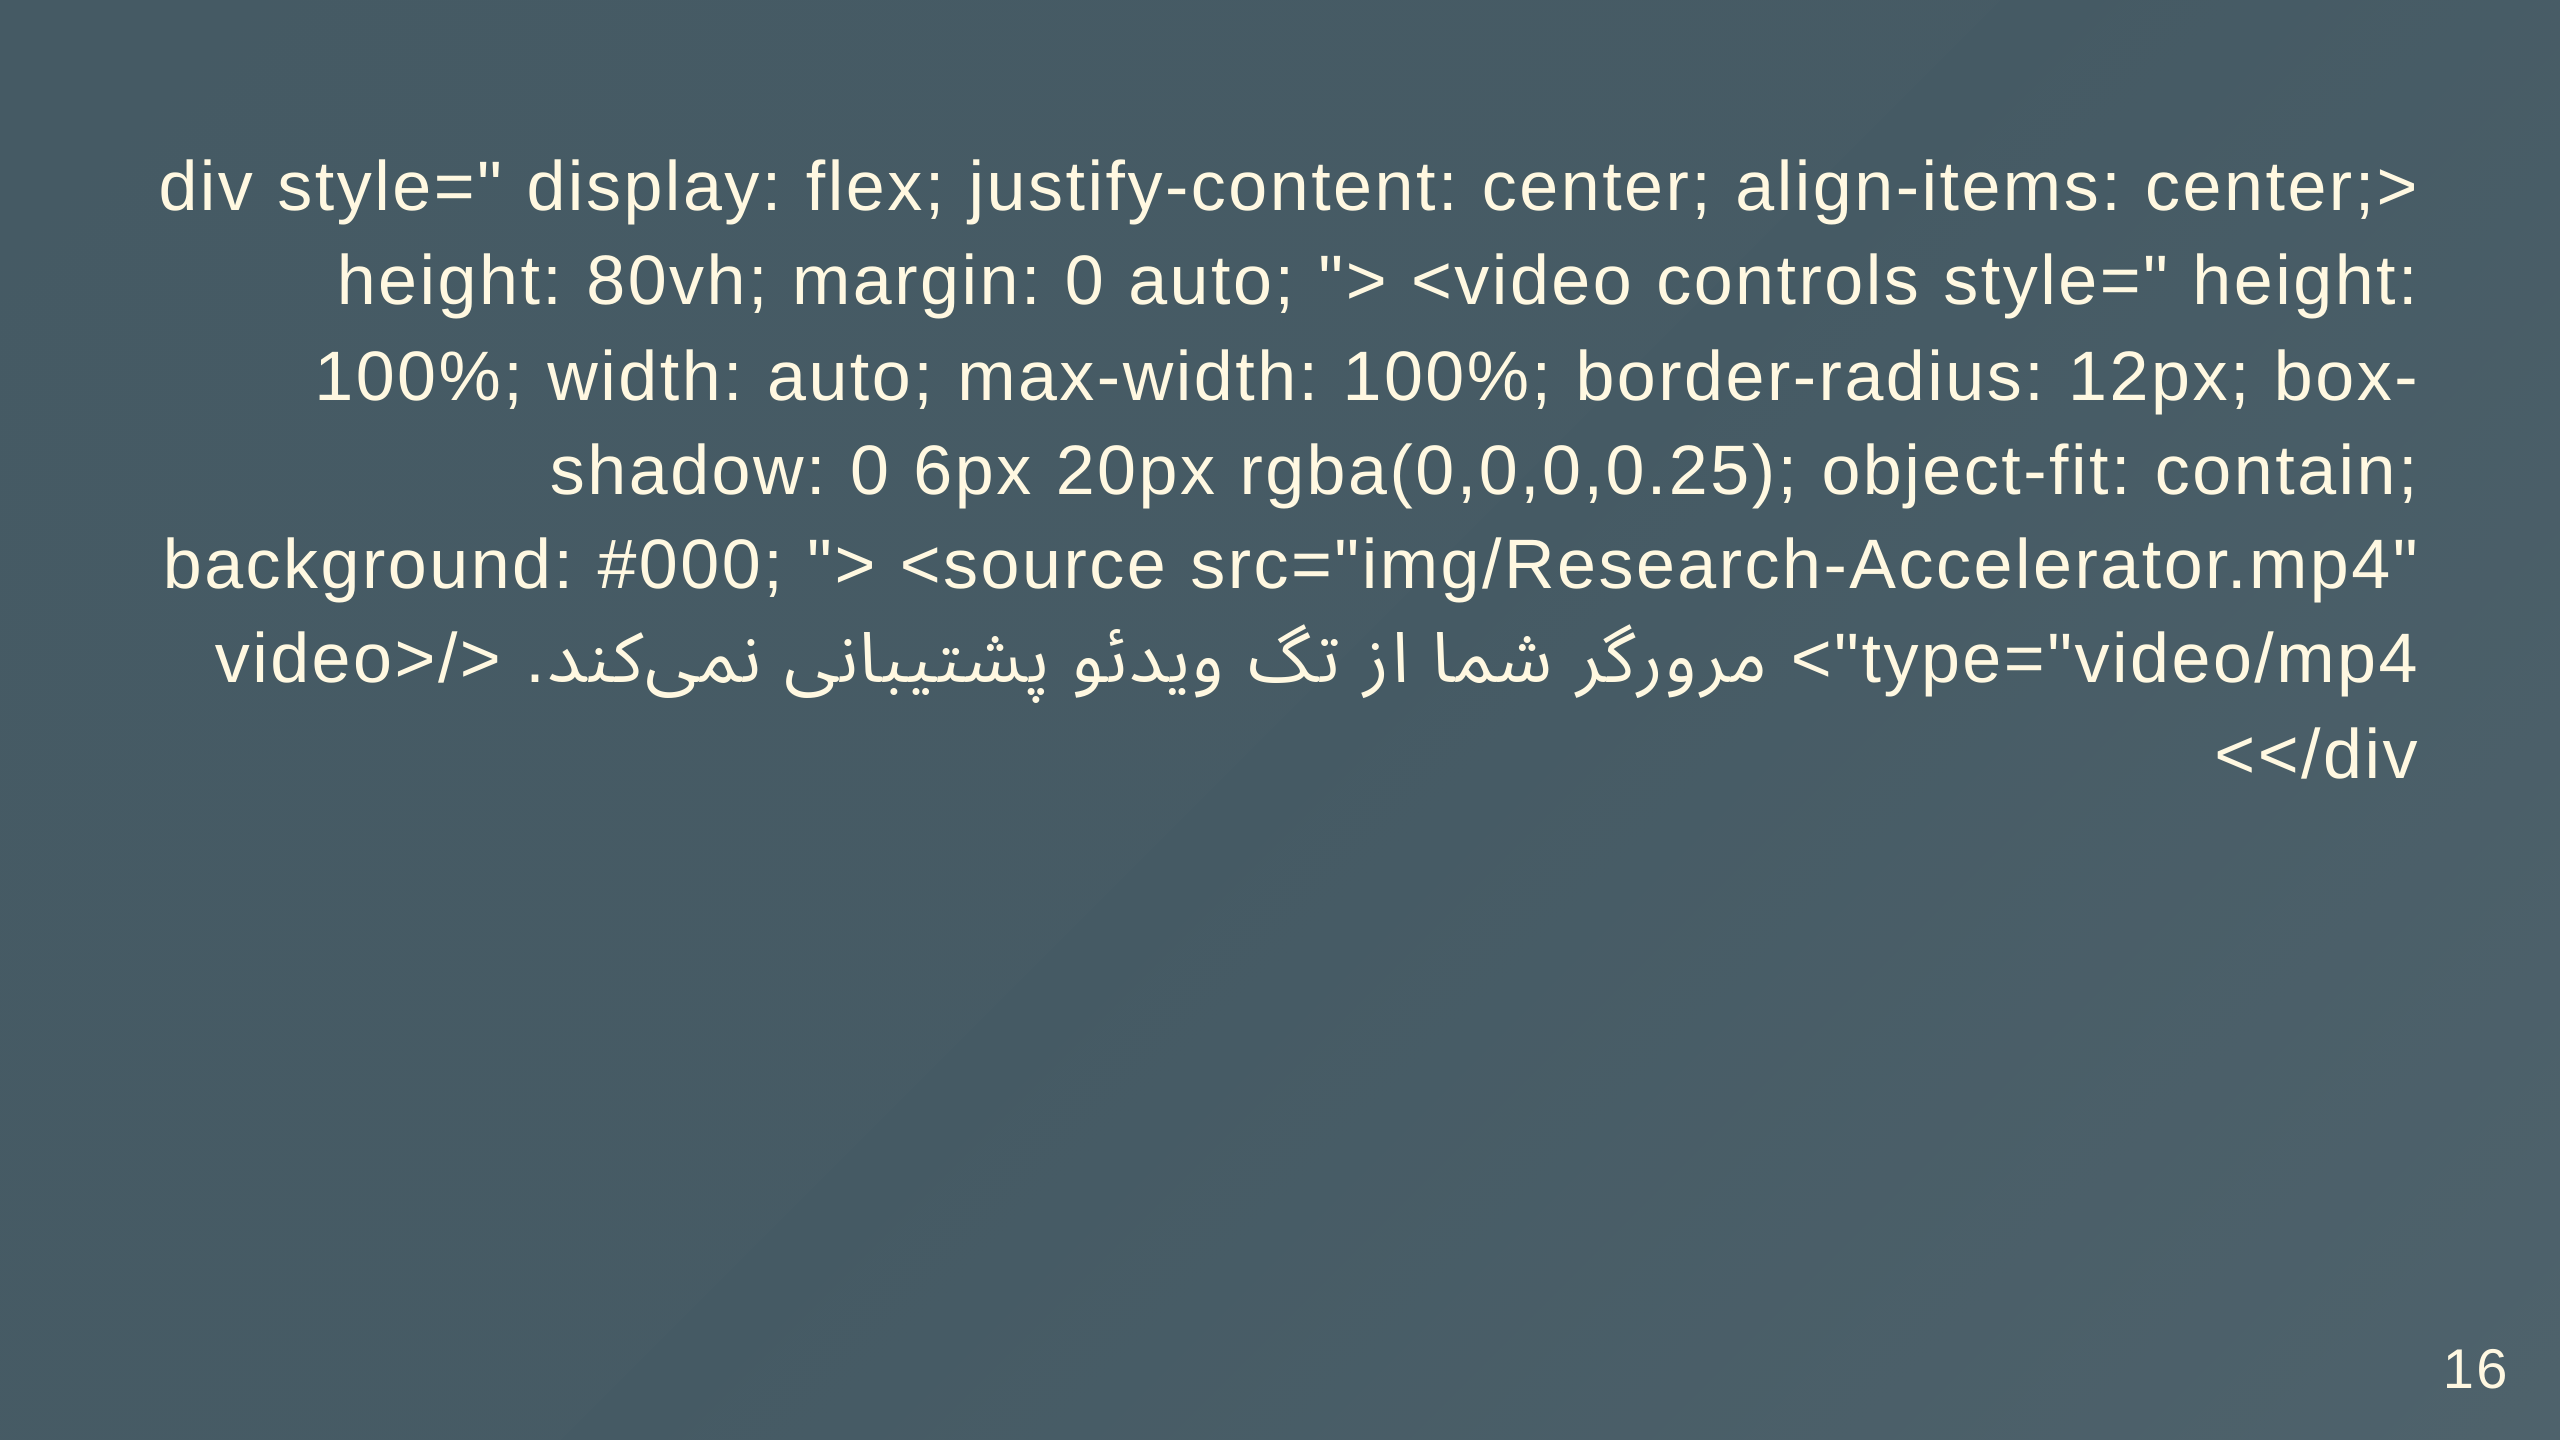 <div style=" display: flex; justify-content: center; align-items: center;
height: 80vh; margin: 0 auto; "> <video controls style=" height:
100%; width: auto; max-width: 100%; border-radius: 12px; box-
shadow: 0 6px 20px rgba(0,0,0,0.25); object-fit: contain;
background: #000; "> <source src="img/Research-Accelerator.mp4"
type="video/mp4"> مرورگر شما از تگ ویدئو پشتیبانی نمی‌کند. </video>
</div>
16